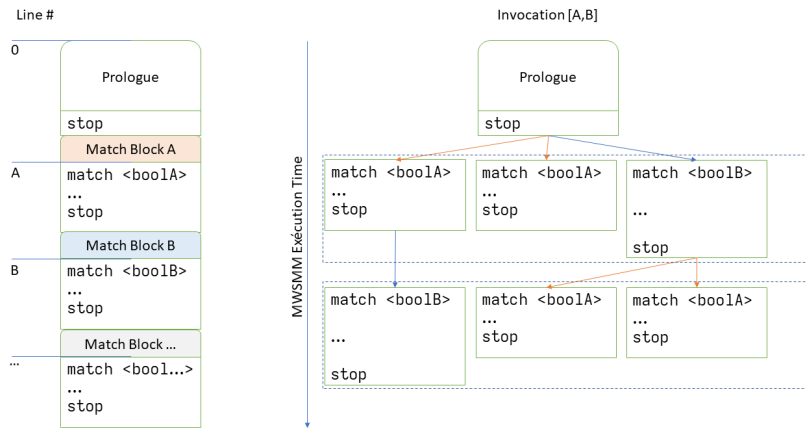 Line #
0
Prologue
stop
Match Block A
A
match <boolA>
...
stop
Match Block B
B
match <boolB>
...
stop
Match Block ...
...
match <bool...>
...
stop
Invocation [A,B]
MWSMM Exécution Time
Prologue
stop
match <boolA>
...
stop
match <boolA>
...
stop
match <boolB>
...
stop
match <boolB>
...
stop
match <boolA>
...
stop
match <boolA>
...
stop